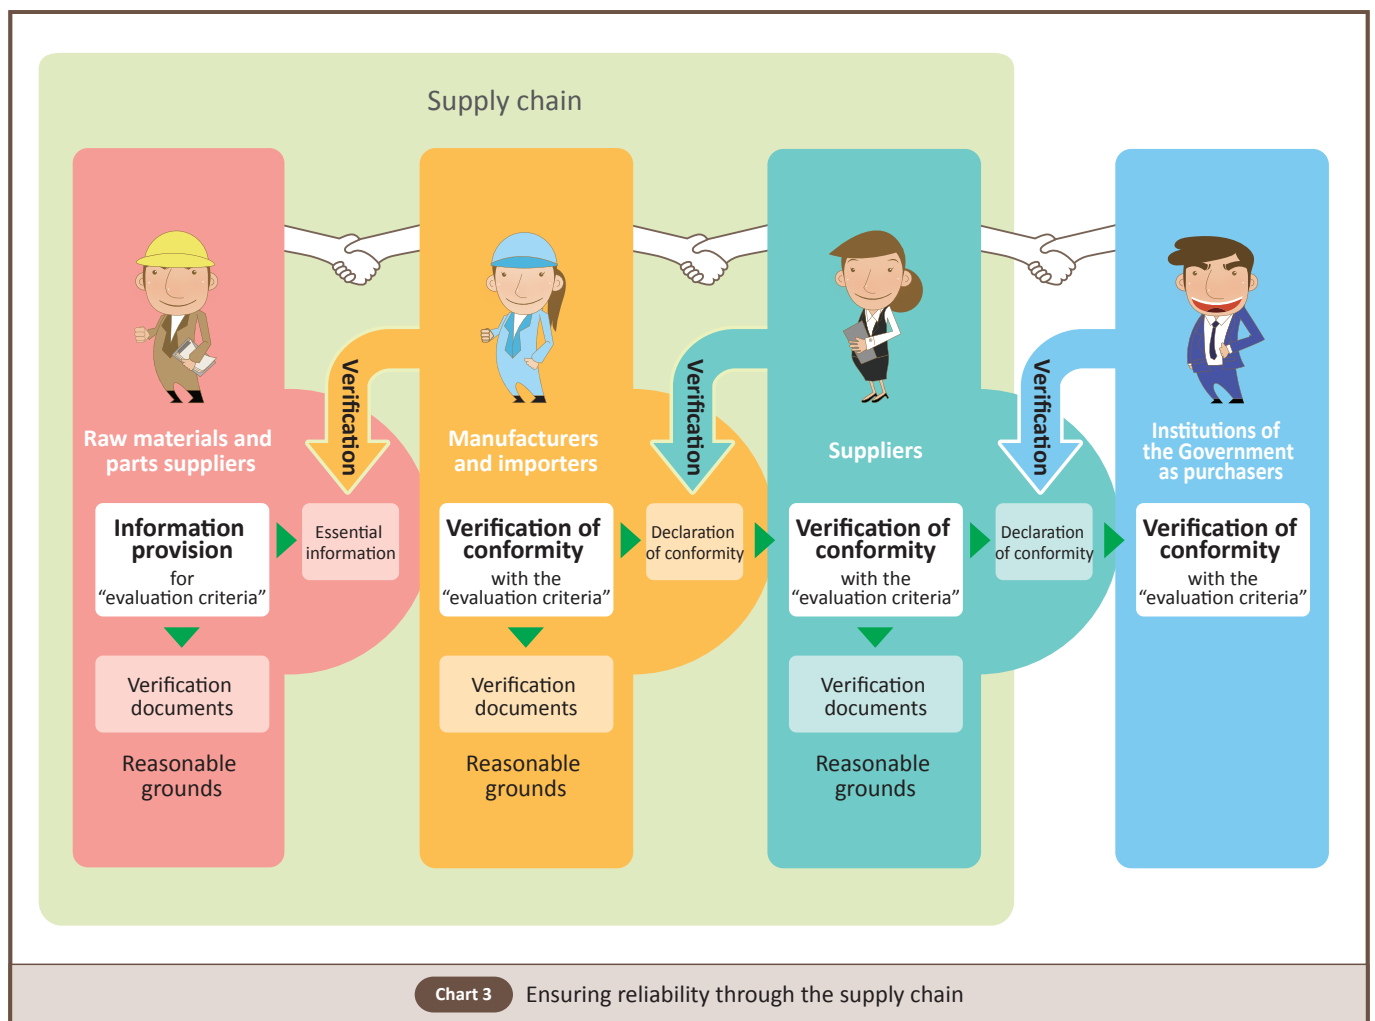 Supply chain
Raw materials and
parts suppliers
Information
provision
for
“evaluation criteria”
Verification
documents
Reasonable
grounds
Verification
Essential
information
Manufacturers
and importers
Verification of
conformity
with the
“evaluation criteria”
Verification
documents
Reasonable
grounds
Verification
Declaration
of conformity
Suppliers
Verification of
conformity
with the
“evaluation criteria”
Verification
documents
Reasonable
grounds
Verification
Declaration
of conformity
Institutions of
the Government
as purchasers
Verification of
conformity
with the
“evaluation criteria”
Chart 3 Ensuring reliability through the supply chain